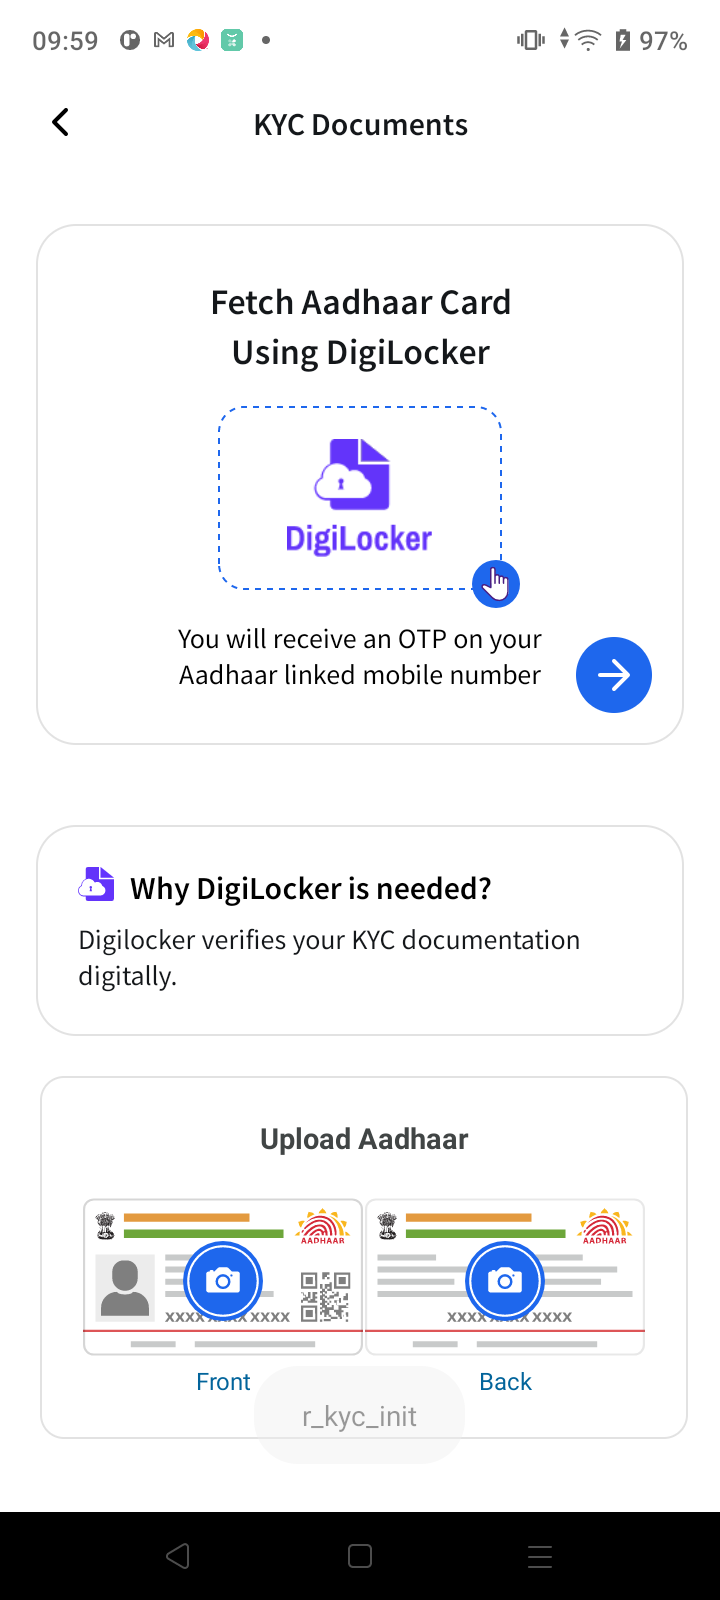 09:59
97%
KYC Documents
Fetch Aadhaar Card
Using DigiLocker
DigiLocker
You will receive an OTP on your
Aadhaar linked mobile number
Why DigiLocker is needed?
Digilocker verifies your KYC documentation
digitally.
Upload Aadhaar
AADHAAR
AADHAAR
XXXX XXXX XXXX
XXXX XXXX XXXX
Front
Back
r_kyc_init